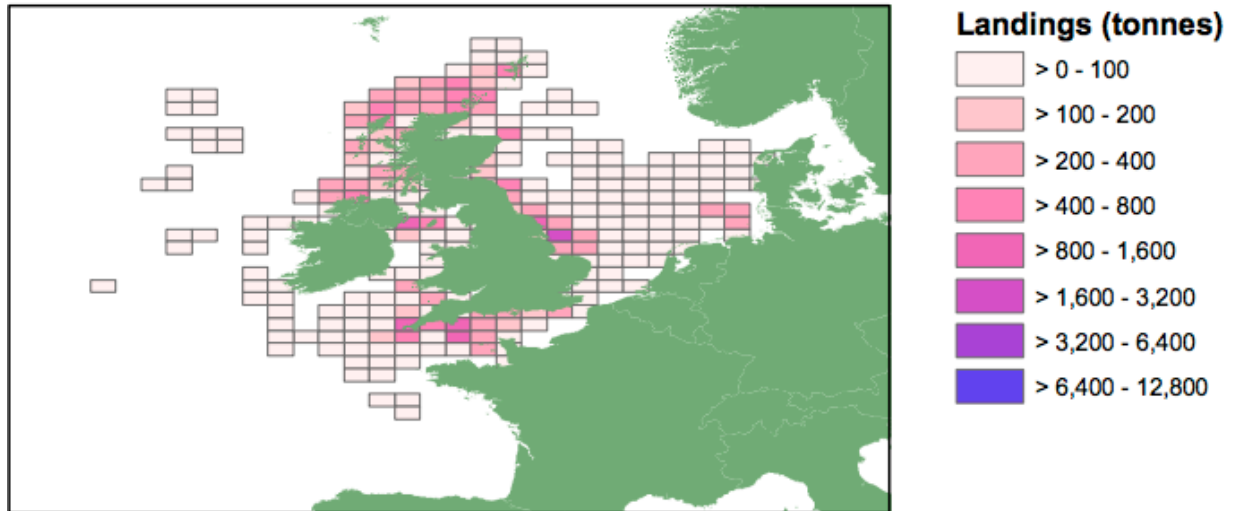 Landings (tonnes)
> 0 - 100
> 100 - 200
> 200 - 400
> 400 - 800
> 800 - 1,600
> 1,600 - 3,200
> 3,200 - 6,400
> 6,400 - 12,800